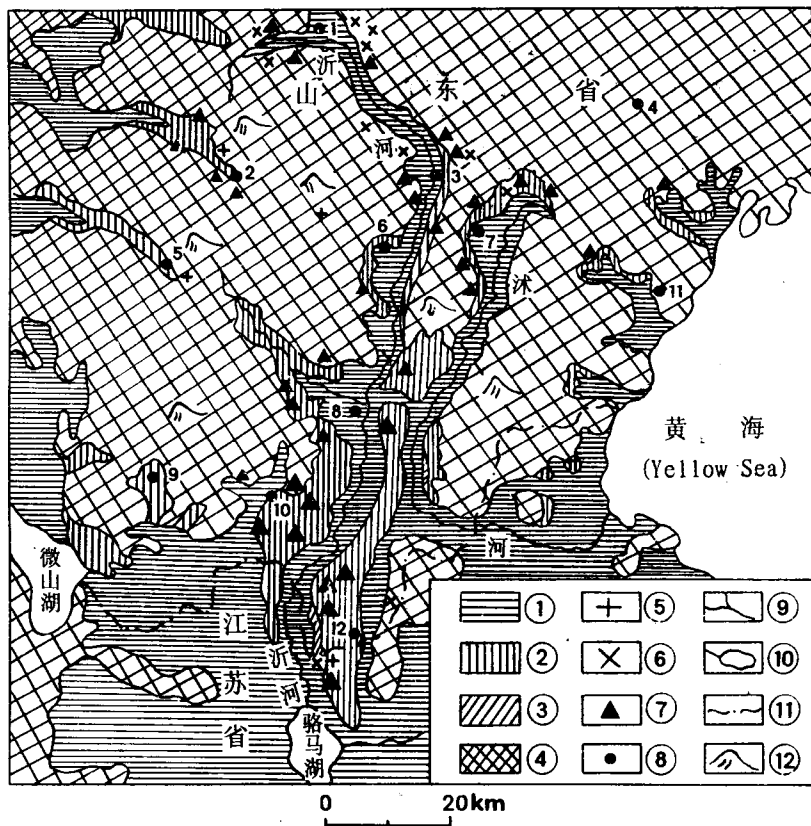 1
沂
山 东 省
4
河
2
3
6
7
5
沭
11
8
黄 海
(Yellow Sea)
9
10
河
微山湖
江苏省
2
沂河
骆马湖
① ⑤ ⑨
② ⑥ ⑩
③ ⑦ ⑪
④ ⑧ ⑫
0 20km